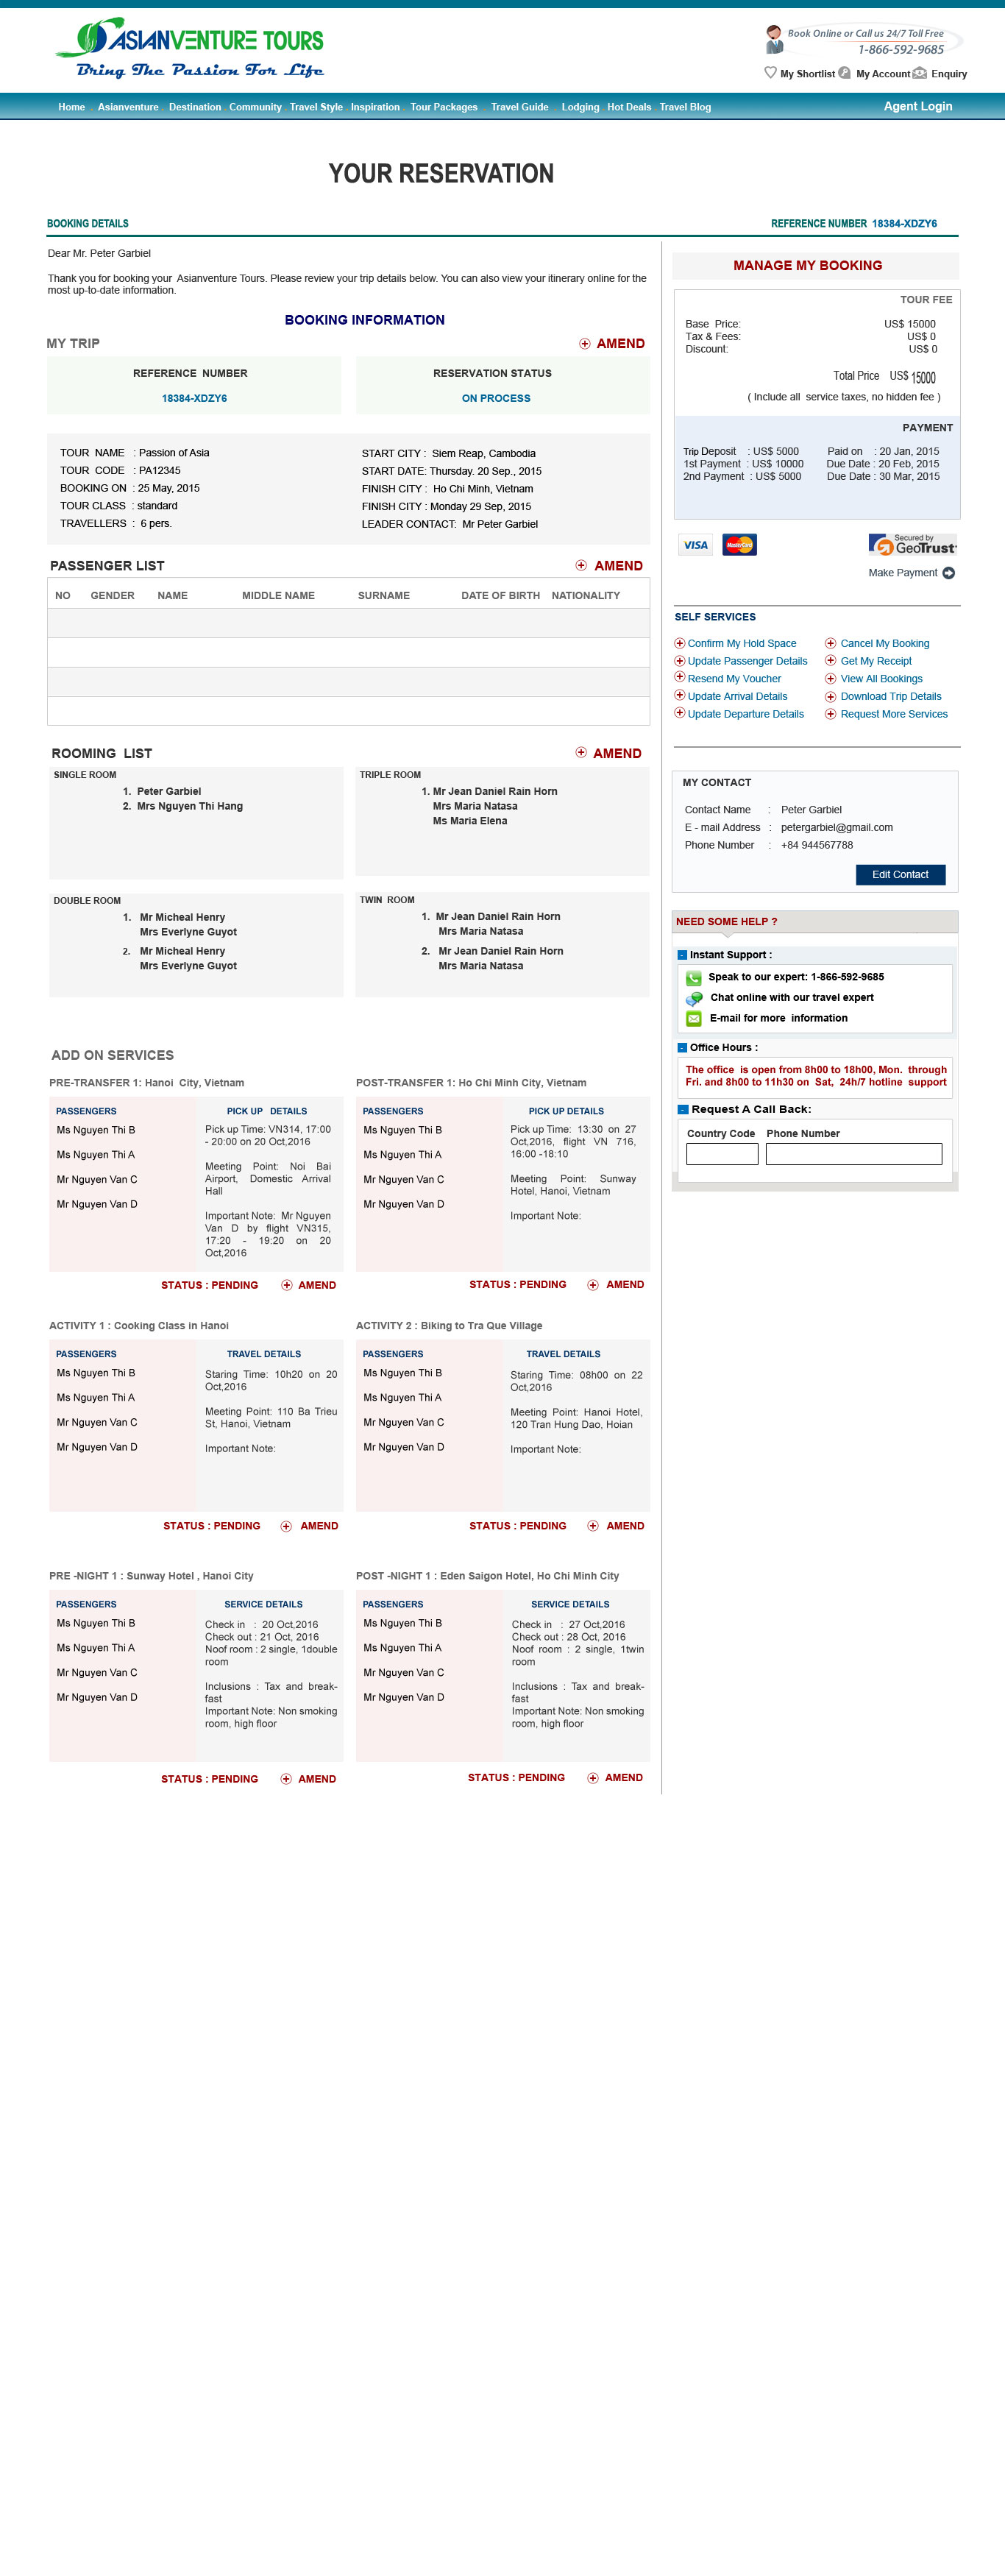 ASIANVENTURE TOURS
Bring The Passion For Life
Book Online or Call us 24/7 Toll Free
1-866-592-9685
My Shortlist My Account Enquiry
Home Asianventure Destination Community Travel Style Inspiration Tour Packages Travel Guide Lodging Hot Deals Travel Blog Agent Login
YOUR RESERVATION
BOOKING DETAILS
REFERENCE NUMBER 18384-XDZY6
Dear Mr. Peter Garbiel
Thank you for booking your Asianventure Tours. Please review your trip details below. You can also view your itinerary online for the
most up-to-date information.
BOOKING INFORMATION
MY TRIP
AMEND
REFERENCE NUMBER
18384-XDZY6
RESERVATION STATUS
ON PROCESS
TOUR NAME : Passion of Asia
TOUR CODE : PA12345
BOOKING ON : 25 May, 2015
TOUR CLASS : standard
TRAVELLERS : 6 pers.
START CITY : Siem Reap, Cambodia
START DATE: Thursday. 20 Sep., 2015
FINISH CITY : Ho Chi Minh, Vietnam
FINISH CITY : Monday 29 Sep, 2015
LEADER CONTACT: Mr Peter Garbiel
PASSENGER LIST
AMEND
NO GENDER NAME MIDDLE NAME SURNAME DATE OF BIRTH NATIONALITY
ROOMING LIST
AMEND
SINGLE ROOM
1. Peter Garbiel
2. Mrs Nguyen Thi Hang
TRIPLE ROOM
1. Mr Jean Daniel Rain Horn
Mrs Maria Natasa
Ms Maria Elena
DOUBLE ROOM
1. Mr Micheal Henry
Mrs Everlyne Guyot
2. Mr Micheal Henry
Mrs Everlyne Guyot
TWIN ROOM
1. Mr Jean Daniel Rain Horn
Mrs Maria Natasa
2. Mr Jean Daniel Rain Horn
Mrs Maria Natasa
ADD ON SERVICES
PRE-TRANSFER 1: Hanoi City, Vietnam
PASSENGERS
Ms Nguyen Thi B
Ms Nguyen Thi A
Mr Nguyen Van C
Mr Nguyen Van D
PICK UP DETAILS
Pick up Time: VN314, 17:00
- 20:00 on 20 Oct,2016
Meeting Point: Noi Bai
Airport, Domestic Arrival
Hall
Important Note: Mr Nguyen
Van D by flight VN315,
17:20 - 19:20 on 20
Oct,2016
STATUS : PENDING
AMEND
POST-TRANSFER 1: Ho Chi Minh City, Vietnam
PASSENGERS
Ms Nguyen Thi B
Ms Nguyen Thi A
Mr Nguyen Van C
Mr Nguyen Van D
PICK UP DETAILS
Pick up Time: 13:30 on 27
Oct,2016, flight VN 716,
16:00 -18:10
Meeting Point: Sunway
Hotel, Hanoi, Vietnam
Important Note:
STATUS : PENDING
AMEND
ACTIVITY 1 : Cooking Class in Hanoi
PASSENGERS
Ms Nguyen Thi B
Ms Nguyen Thi A
Mr Nguyen Van C
Mr Nguyen Van D
TRAVEL DETAILS
Staring Time: 10h20 on 20
Oct,2016
Meeting Point: 110 Ba Trieu
St, Hanoi, Vietnam
Important Note:
STATUS : PENDING
AMEND
ACTIVITY 2 : Biking to Tra Que Village
PASSENGERS
Ms Nguyen Thi B
Ms Nguyen Thi A
Mr Nguyen Van C
Mr Nguyen Van D
TRAVEL DETAILS
Staring Time: 08h00 on 22
Oct,2016
Meeting Point: Hanoi Hotel,
120 Tran Hung Dao, Hoian
Important Note:
STATUS : PENDING
AMEND
PRE -NIGHT 1 : Sunway Hotel , Hanoi City
PASSENGERS
Ms Nguyen Thi B
Ms Nguyen Thi A
Mr Nguyen Van C
Mr Nguyen Van D
SERVICE DETAILS
Check in : 20 Oct,2016
Check out : 21 Oct, 2016
Noof room : 2 single, 1double
room
Inclusions : Tax and break-
fast
Important Note: Non smoking
room, high floor
STATUS : PENDING
AMEND
POST -NIGHT 1 : Eden Saigon Hotel, Ho Chi Minh City
PASSENGERS
Ms Nguyen Thi B
Ms Nguyen Thi A
Mr Nguyen Van C
Mr Nguyen Van D
SERVICE DETAILS
Check in : 27 Oct,2016
Check out : 28 Oct, 2016
Noof room : 2 single, 1twin
room
Inclusions : Tax and break-
fast
Important Note: Non smoking
room, high floor
STATUS : PENDING
AMEND
MANAGE MY BOOKING
TOUR FEE
Base Price: US$ 15000
Tax & Fees: US$ 0
Discount: US$ 0
Total Price US$ 15000
( Include all service taxes, no hidden fee )
PAYMENT
Trip Deposit : US$ 5000 Paid on : 20 Jan, 2015
1st Payment : US$ 10000 Due Date : 20 Feb, 2015
2nd Payment : US$ 5000 Due Date : 30 Mar, 2015
VISA
MasterCard
Secured by
GeoTrust
Make Payment
SELF SERVICES
Confirm My Hold Space Cancel My Booking
Update Passenger Details Get My Receipt
Resend My Voucher View All Bookings
Update Arrival Details Download Trip Details
Update Departure Details Request More Services
MY CONTACT
Contact Name : Peter Garbiel
E - mail Address : petergarbiel@gmail.com
Phone Number : +84 944567788
Edit Contact
NEED SOME HELP ?
- Instant Support :
Speak to our expert: 1-866-592-9685
Chat online with our travel expert
E-mail for more information
- Office Hours :
The office is open from 8h00 to 18h00, Mon. through
Fri. and 8h00 to 11h30 on Sat, 24h/7 hotline support
- Request A Call Back:
Country Code Phone Number